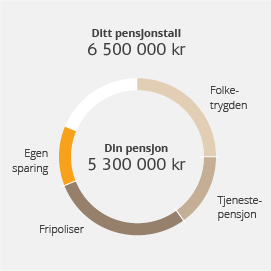 Ditt pensjonstall
6 500 000 kr
Folke-
trygden
Din pensjon
5 300 000 kr
Egen
sparing
Tjeneste-
pensjon
Fripoliser